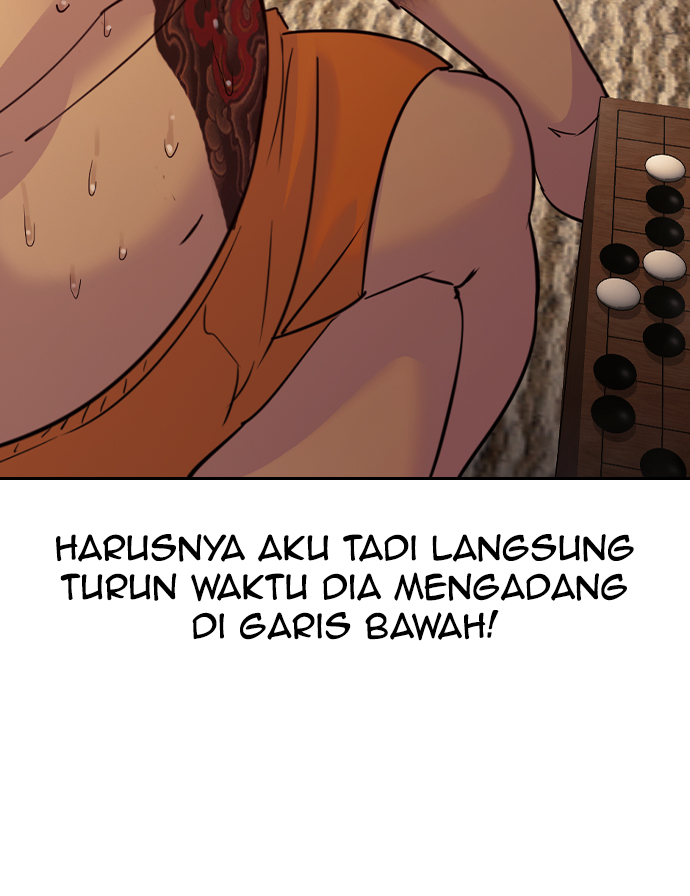 HARUSNYA AKU TADI LANGSUNG
TURUN WAKTU DIA MENGADANG
DI GARIS BAWAH!